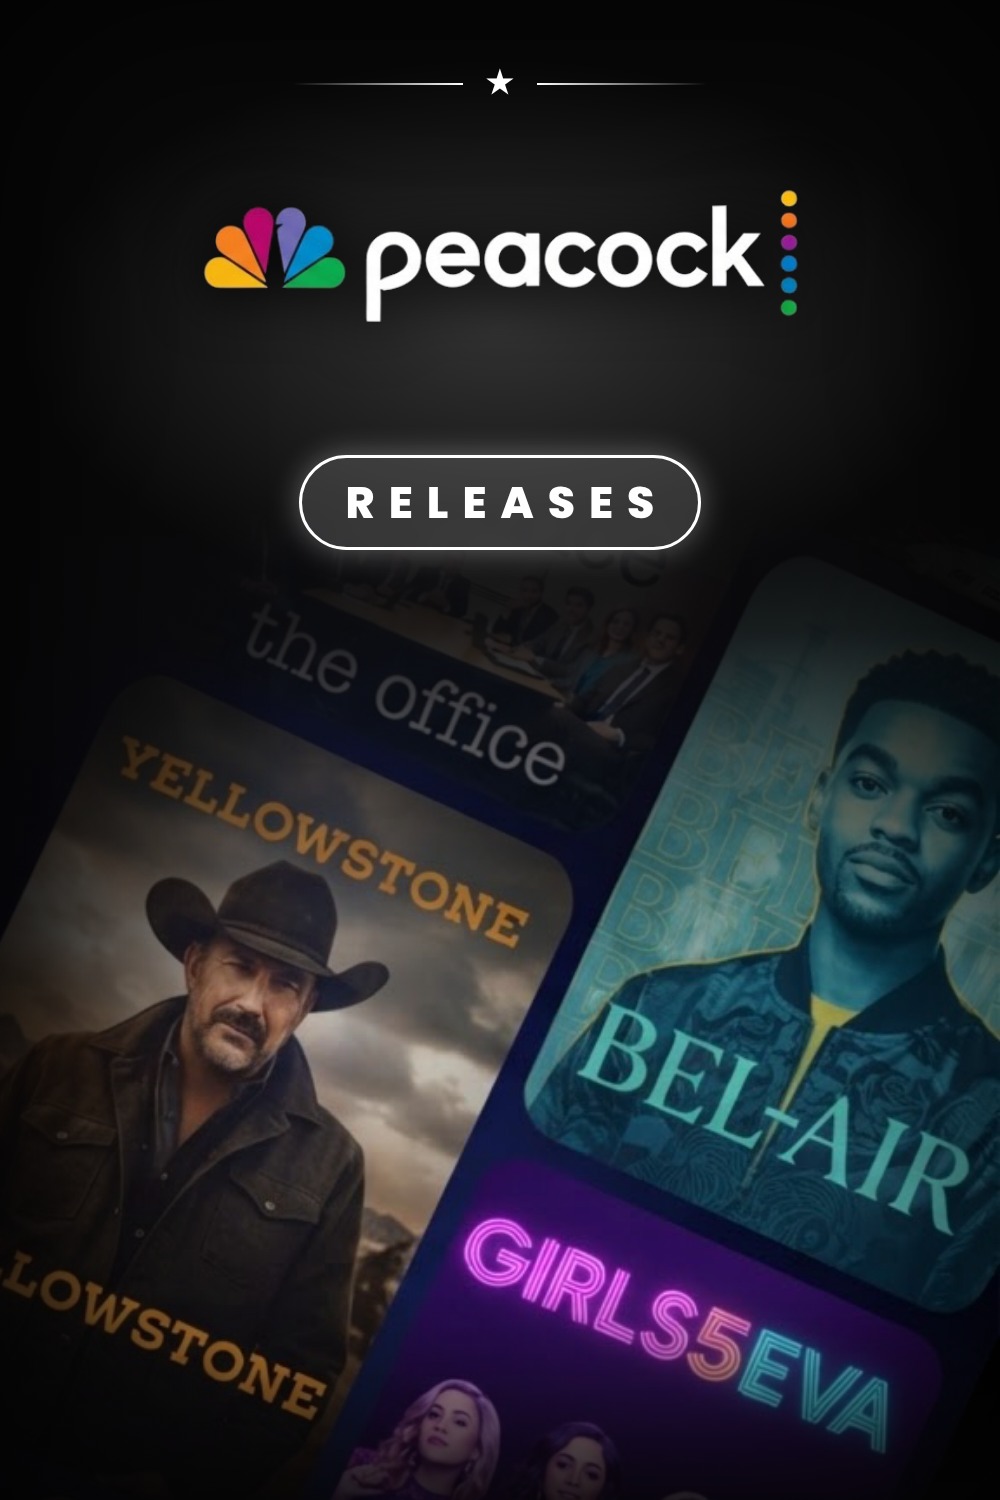 peacock
RELEASES
the office
YELLOWSTONE
BEL-AIR
LOWSTONE
GIRLS5EVA